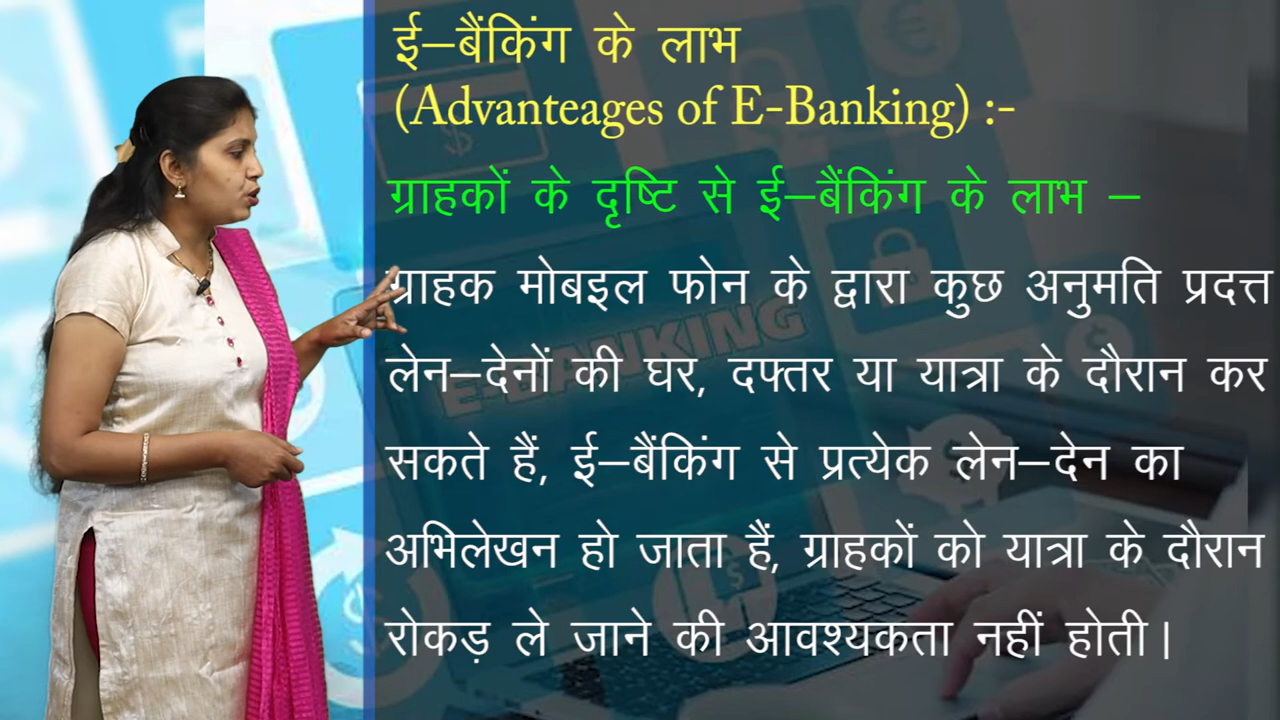 ई–बैंकिंग के लाभ
(Advanteages of E-Banking) :-
ग्राहकों के दृष्टि से ई–बैंकिंग के लाभ –
ग्राहक मोबइल फोन के द्वारा कुछ अनुमति प्रदत्त
लेन–देनों की घर, दफ्तर या यात्रा के दौरान कर
सकते हैं, ई–बैंकिंग से प्रत्येक लेन–देन का
अभिलेखन हो जाता हैं, ग्राहकों को यात्रा के दौरान
रोकड़ ले जाने की आवश्यकता नहीं होती।
E-BANKING